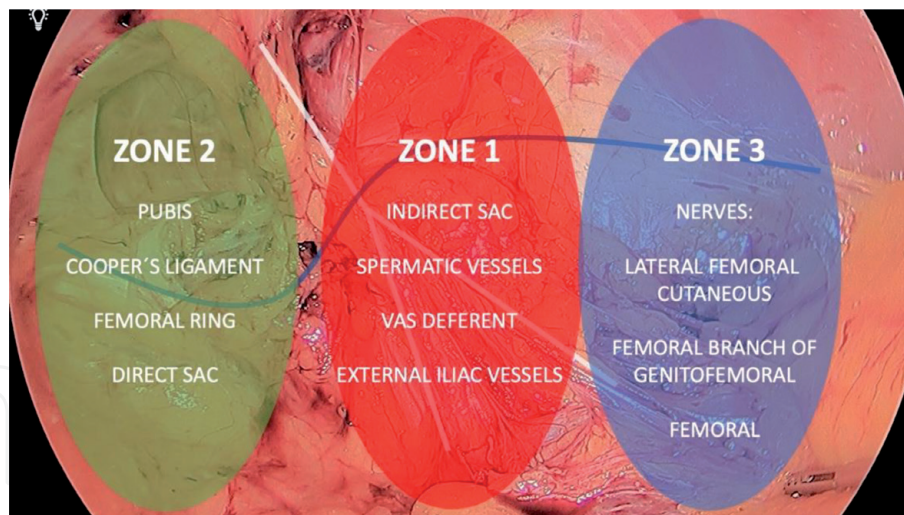 ZONE 2
PUBIS
COOPER´S LIGAMENT
FEMORAL RING
DIRECT SAC
ZONE 1
INDIRECT SAC
SPERMATIC VESSELS
VAS DEFERENT
EXTERNAL ILIAC VESSELS
ZONE 3
NERVES:
LATERAL FEMORAL
CUTANEOUS
FEMORAL BRANCH OF
GENITOFEMORAL
FEMORAL